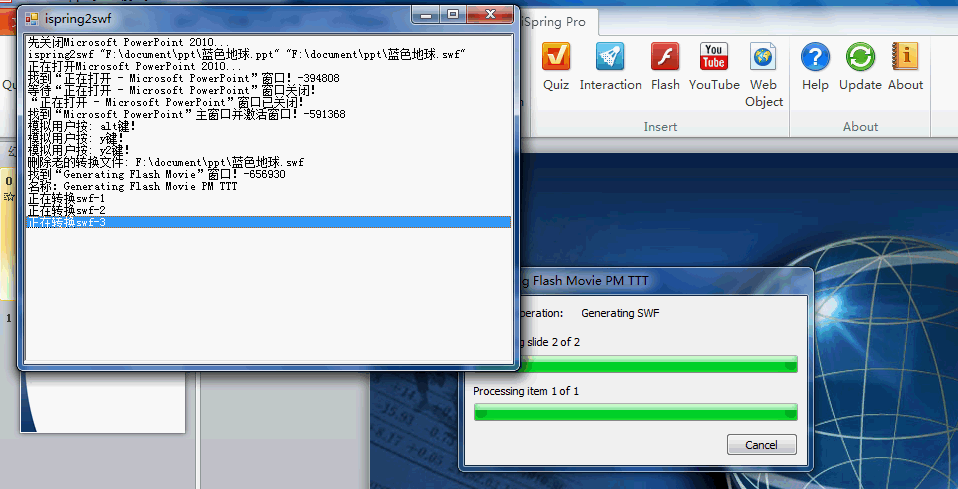 ispring2swf
先关闭Microsoft PowerPoint 2010...
ispring2swf "F:\document\ppt\蓝色地球.ppt" "F:\document\ppt\蓝色地球.swf"
正在打开Microsoft PowerPoint 2010...
找到“正在打开 - Microsoft PowerPoint”窗口！-394808
等待“正在打开 - Microsoft PowerPoint”窗口关闭！
“正在打开 - Microsoft PowerPoint”窗口已关闭！
找到“Microsoft PowerPoint”主窗口并激活窗口！-591368
模拟用户按: alt键！
模拟用户按: y键！
模拟用户按: y2键！
删除老的转换文件: F:\document\ppt\蓝色地球.swf
找到“Generating Flash Movie”窗口！-656930
名称: Generating Flash Movie PM TTT
正在转换swf-1
正在转换swf-2
正在转换swf-3
iSpring Pro
Quiz
Interaction
Flash
YouTube
Web
Object
Help
Update
About
Insert
About
0
1
Flash Movie PM TTT
Generating SWF
slide 2 of 2
Processing item 1 of 1
Cancel